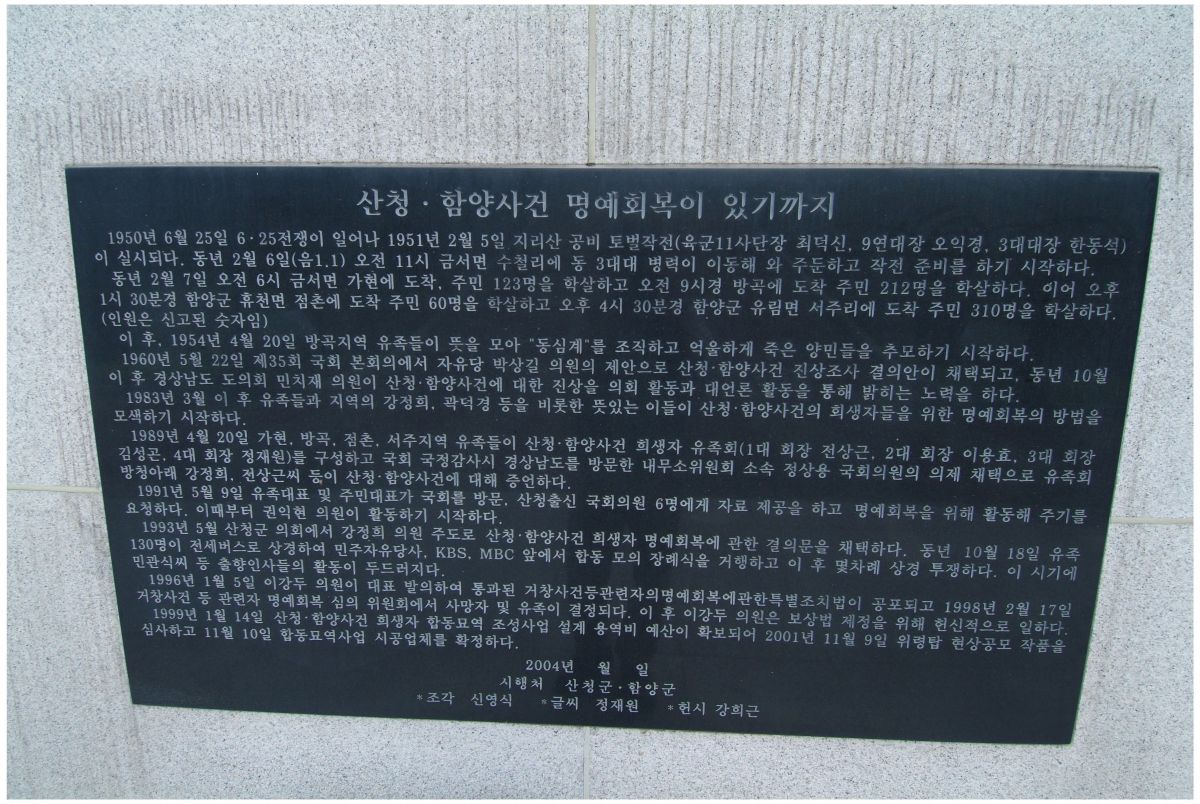 산청·함양사건 명예회복이 있기까지
1950년 6월 25일 6·25전쟁이 일어나 1951년 2월 5일 지리산 공비 토벌작전(육군11사단장 최덕신, 9연대장 오익경, 3대대장 한동석)
이 실시되다. 동년 2월 6일(음1.1) 오전 11시 금서면 수철리에 동 3대대 병력이 이동해 와 주둔하고 작전 준비를 하기 시작하다.
동년 2월 7일 오전 6시 금서면 가현에 도착, 주민 123명을 학살하고 오전 9시경 방곡에 도착 주민 212명을 학살하다. 이어 오후
1시 30분경 함양군 휴천면 점촌에 도착 주민 60명을 학살하고 오후 4시 30분경 함양군 유림면 서주리에 도착 주민 310명을 학살하다.
(인원은 신고된 숫자임)
이 후, 1954년 4월 20일 방곡지역 유족들이 뜻을 모아 "동심계"를 조직하고 억울하게 죽은 양민들을 추모하기 시작하다.
1960년 5월 22일 제35회 국회 본회의에서 자유당 박상길 의원의 제안으로 산청·함양사건 진상조사 결의안이 채택되고, 동년 10월
이 후 경상남도 도의회 민치재 의원이 산청·함양사건에 대한 진상을 의회 활동과 대언론 활동을 통해 밝히는 노력을 하다.
1983년 3월 이 후 유족들과 지역의 강정희, 곽덕경 등을 비롯한 뜻있는 이들이 산청·함양사건의 희생자들을 위한 명예회복의 방법을
모색하기 시작하다.
1989년 4월 20일 가현, 방곡, 점촌, 서주지역 유족들이 산청·함양사건 희생자 유족회(1대 회장 전상근, 2대 회장 이용효, 3대 회장
김성곤, 4대 회장 정재원)를 구성하고 국회 국정감사시 경상남도를 방문한 내무소위원회 소속 정상용 국회의원의 의제 채택으로 유족회
방청아래 강정희, 전상근씨 등이 산청·함양사건에 대해 증언하다.
1991년 5월 9일 유족대표 및 주민대표가 국회를 방문, 산청출신 국회의원 6명에게 자료 제공을 하고 명예회복을 위해 활동해 주기를
요청하다. 이때부터 권익현 의원이 활동하기 시작하다.
1993년 5월 산청군 의회에서 강정희 의원 주도로 산청·함양사건 희생자 명예회복에 관한 결의문을 채택하다. 동년 10월 18일 유족
130명이 전세버스로 상경하여 민주자유당사, KBS, MBC 앞에서 합동 모의 장례식을 거행하고 이 후 몇차례 상경 투쟁하다. 이 시기에
민관식씨 등 출향인사들의 활동이 두드러지다.
1996년 1월 5일 이강두 의원이 대표 발의하여 통과된 거창사건등관련자의명예회복에관한특별조치법이 공포되고 1998년 2월 17일
거창사건 등 관련자 명예회복 심의 위원회에서 사망자 및 유족이 결정되다. 이 후 이강두 의원은 보상법 제정을 위해 헌신적으로 일하다.
1999년 1월 14일 산청·함양사건 희생자 합동묘역 조성사업 설계 용역비 예산이 확보되어 2001년 11월 9일 위령탑 현상공모 작품을
심사하고 11월 10일 합동묘역사업 시공업체를 확정하다.
2004년 월 일
시행처 산청군·함양군
*조각 신영식 *글씨 정재원 *헌시 강희근